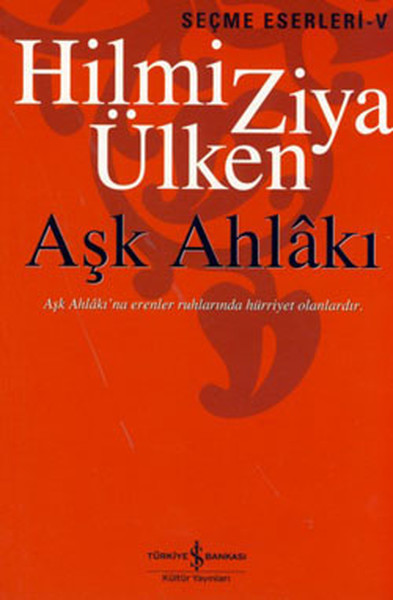 SEÇME ESERLERİ-V
Hilmi Ziya
Ülken
Aşk Ahlâkı
Aşk Ahlâkı'na erenler ruhlarında hürriyet olanlardır.
TÜRKİYE İŞ BANKASI
Kültür Yayınları